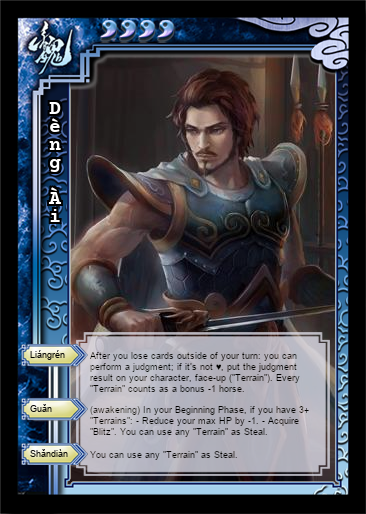 Dèng Ài
Liángrén
After you lose cards outside of your turn: you can
perform a judgment; if it's not ♥, put the judgment
result on your character, face-up ("Terrain"). Every
"Terrain" counts as a bonus -1 horse.
Guǎn
(awakening) In your Beginning Phase, if you have 3+
"Terrains": - Reduce your max HP by -1. - Acquire
"Blitz". You can use any "Terrain" as Steal.
Shǎndiàn
You can use any "Terrain" as Steal.